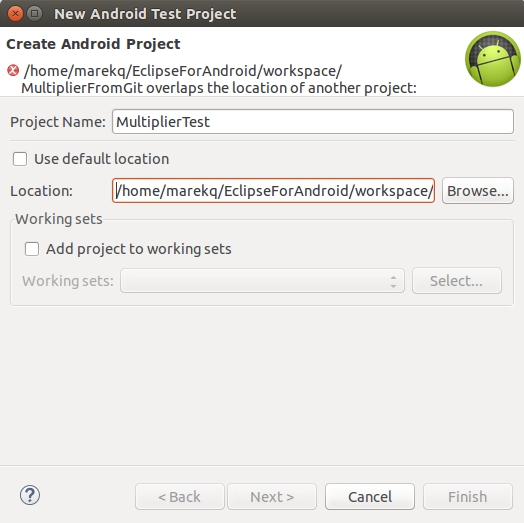 New Android Test Project
Create Android Project
/home/marekq/EclipseForAndroid/workspace/
MultiplierFromGit overlaps the location of another project:
Project Name: MultiplierTest
Use default location
Location: /home/marekq/EclipseForAndroid/workspace/ Browse...
Working sets
Add project to working sets
Working sets: Select...
? < Back Next > Cancel Finish